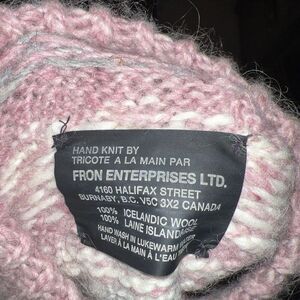 HAND KNIT BY
TRICOTE A LA MAIN PAR
FRON ENTERPRISES LTD.
4160 HALIFAX STREET
BURNABY, B.C. V5C 3X2 CANADA
100% ICELANDIC WOOL
100% LAINE ISLANDAISE
HAND WASH IN LUKEWARM WATER
LAVER À LA MAIN À L'EAU